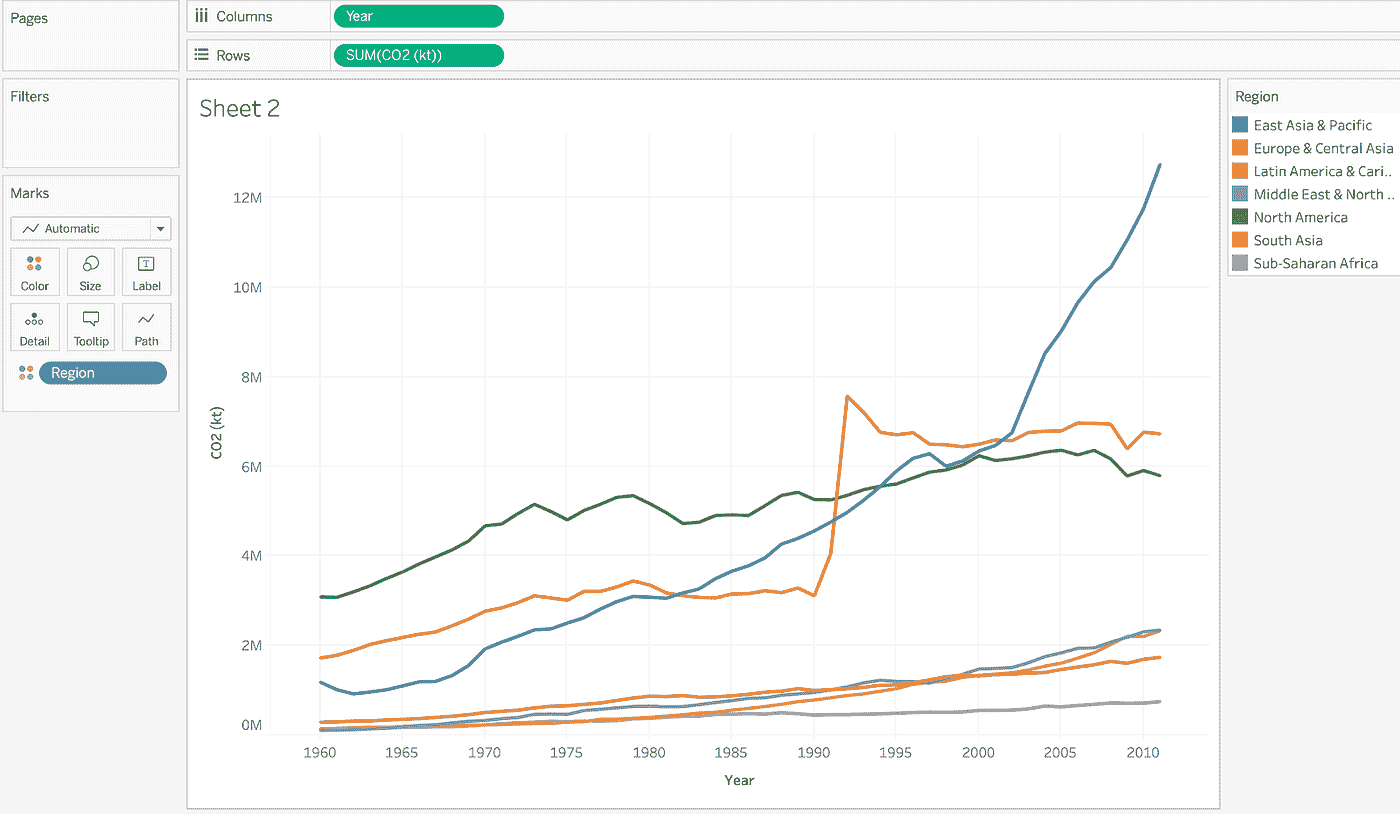 Pages
Columns
Year
Rows
SUM(CO2 (kt))
Filters
Marks
Automatic
Color
Size
Label
Detail
Tooltip
Path
Region
Sheet 2
12M
10M
8M
6M
4M
2M
0M
CO2 (kt)
1960 1965 1970 1975 1980 1985 1990 1995 2000 2005 2010
Year
Region
East Asia & Pacific
Europe & Central Asia
Latin America & Cari..
Middle East & North ..
North America
South Asia
Sub-Saharan Africa